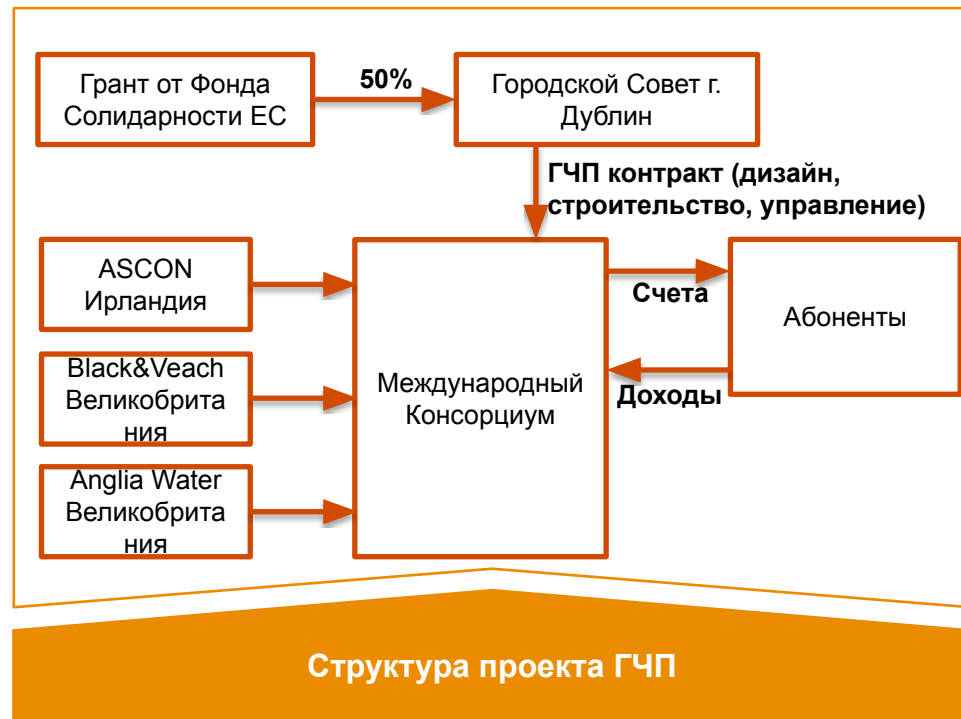 Грант от Фонда
Солидарности ЕС
50%
Городской Совет г.
Дублин
ГЧП контракт (дизайн,
строительство, управление)
ASCON
Ирландия
Black&Veach
Великобрита
ния
Anglia Water
Великобрита
ния
Международный
Консорциум
Счета
Доходы
Абоненты
Структура проекта ГЧП